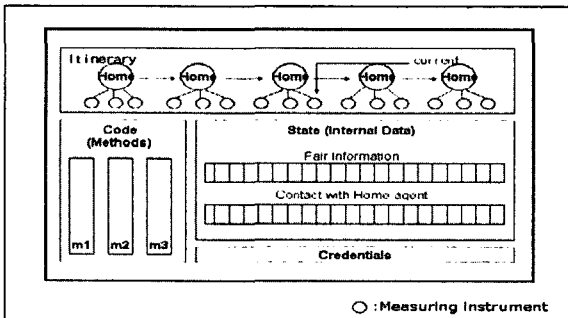 Itinerary
current
Home Home Home Home Home
Code
(Methods)
m1 m2 m3
State (Internal Data)
Fair Information
Contact with Home agent
Credentials
○ :Measuring Instrument